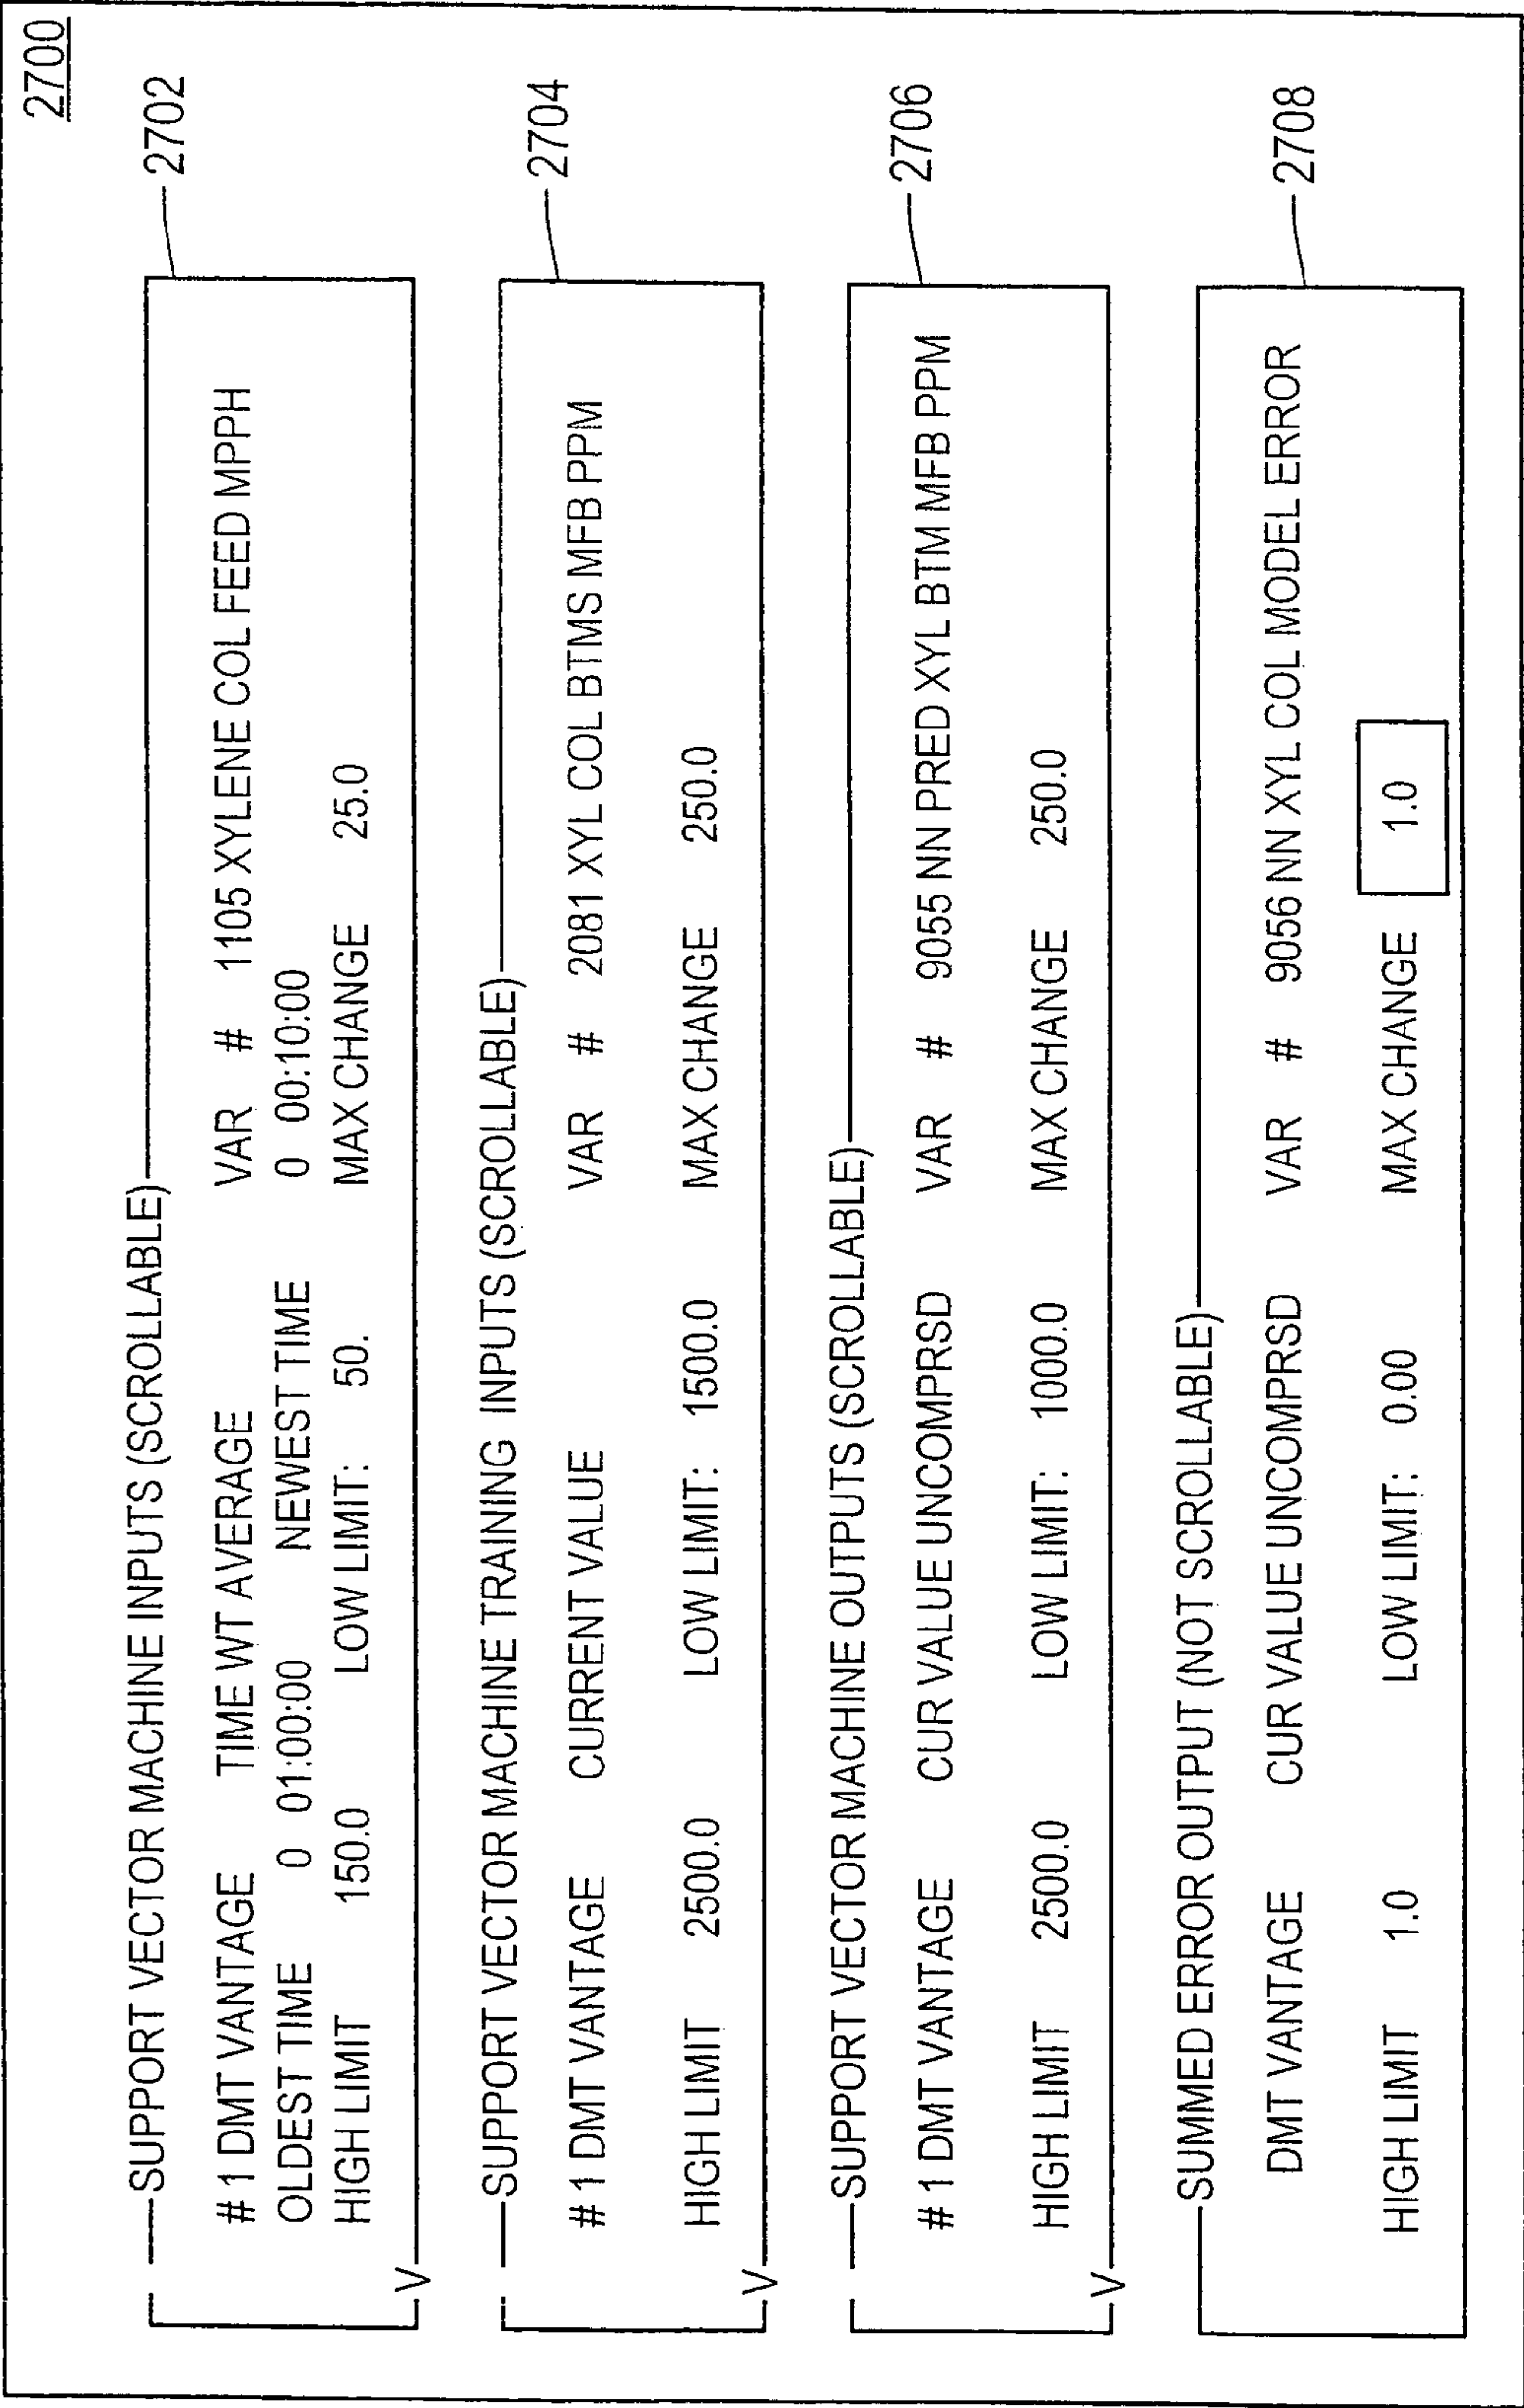 2700
SUPPORT VECTOR MACHINE INPUTS (SCROLLABLE)
2702
# 1 DMT VANTAGE TIME WT AVERAGE VAR # 1105 XYLENE COL FEED MPPH
OLDEST TIME 0 01:00:00 NEWEST TIME 0 00:10:00
HIGH LIMIT 150.0 LOW LIMIT: 50. MAX CHANGE 25.0
V
SUPPORT VECTOR MACHINE TRAINING INPUTS (SCROLLABLE)
2704
# 1 DMT VANTAGE CURRENT VALUE VAR # 2081 XYL COL BTMS MFB PPM
HIGH LIMIT 2500.0 LOW LIMIT: 1500.0 MAX CHANGE 250.0
V
SUPPORT VECTOR MACHINE OUTPUTS (SCROLLABLE)
2706
# 1 DMT VANTAGE CUR VALUE UNCOMPRSD VAR # 9055 NN PRED XYL BTM MFB PPM
HIGH LIMIT 2500.0 LOW LIMIT: 1000.0 MAX CHANGE 250.0
V
SUMMED ERROR OUTPUT (NOT SCROLLABLE)
2708
DMT VANTAGE CUR VALUE UNCOMPRSD VAR # 9056 NN XYL COL MODEL ERROR
HIGH LIMIT 1.0 LOW LIMIT: 0.00 MAX CHANGE 1.0